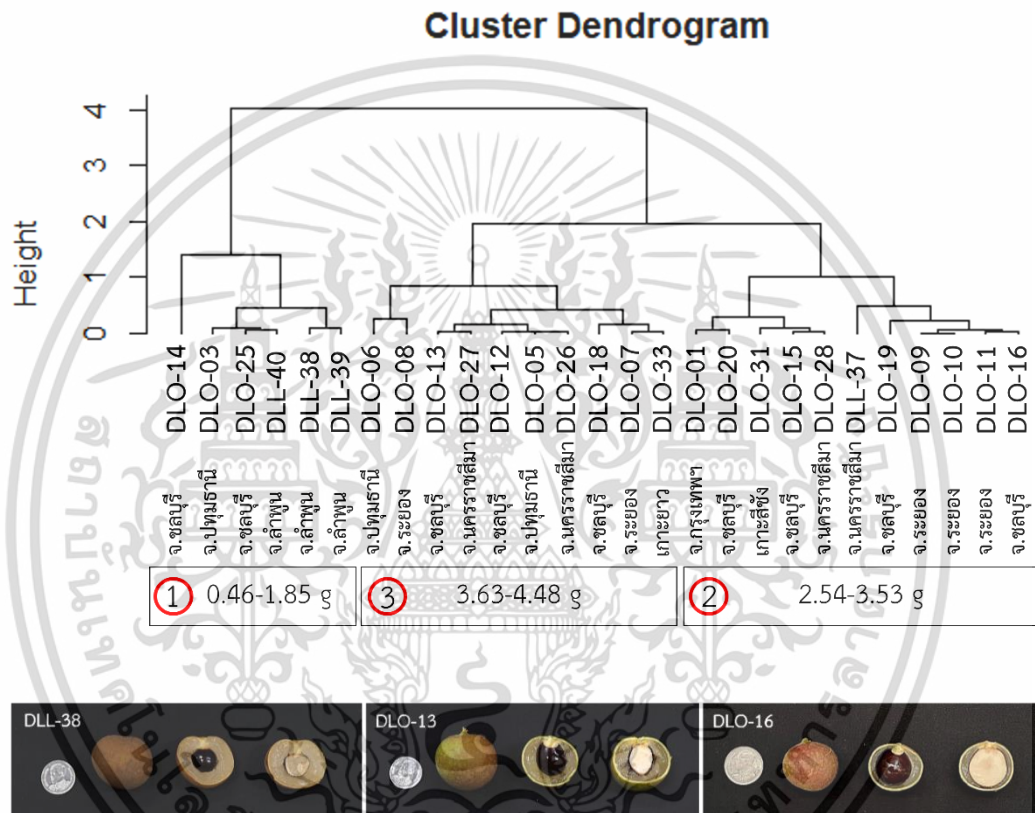 Cluster Dendrogram
Height
4
3
2
1
0
DLO-14
DLO-03
DLO-25
DLL-40
DLL-38
DLL-39
DLO-06
DLO-08
DLO-13
DLO-27
DLO-12
DLO-05
DLO-26
DLO-18
DLO-07
DLO-33
DLO-01
DLO-20
DLO-31
DLO-15
DLO-28
DLL-37
DLO-19
DLO-09
DLO-10
DLO-11
DLO-16
จ.ชลบุรี
จ.ปทุมธานี
จ.ชลบุรี
จ.ลำพูน
จ.ลำพูน
จ.ลำพูน
จ.ปทุมธานี
จ.ระยอง
จ.ชลบุรี
จ.นครราชสีมา
จ.ชลบุรี
จ.ปทุมธานี
จ.นครราชสีมา
จ.ชลบุรี
จ.ระยอง
เกาะยาว
จ.กรุงเทพฯ
จ.ชลบุรี
เกาะสีชัง
จ.ชลบุรี
จ.นครราชสีมา
จ.นครราชสีมา
จ.ชลบุรี
จ.ระยอง
จ.ระยอง
จ.ระยอง
จ.ชลบุรี
1 0.46-1.85 g
3 3.63-4.48 g
2 2.54-3.53 g
DLL-38
DLO-13
DLO-16